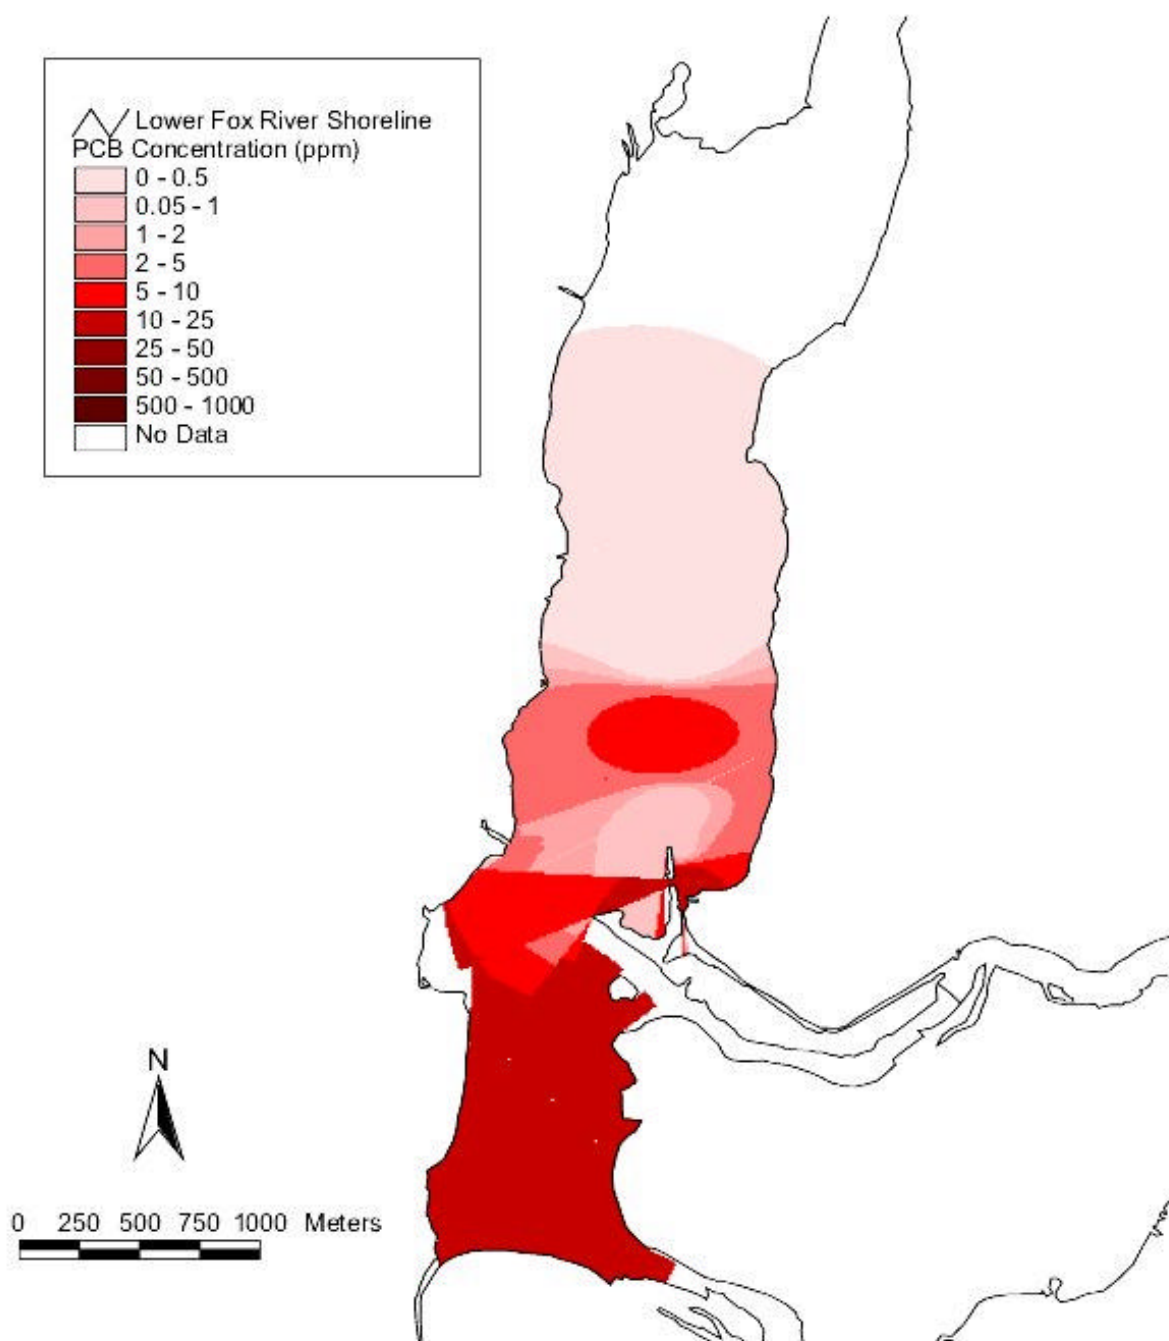 Lower Fox River Shoreline
PCB Concentration (ppm)
0 - 0.5
0.05 - 1
1 - 2
2 - 5
5 - 10
10 - 25
25 - 50
50 - 500
500 - 1000
No Data
N
0 250 500 750 1000 Meters